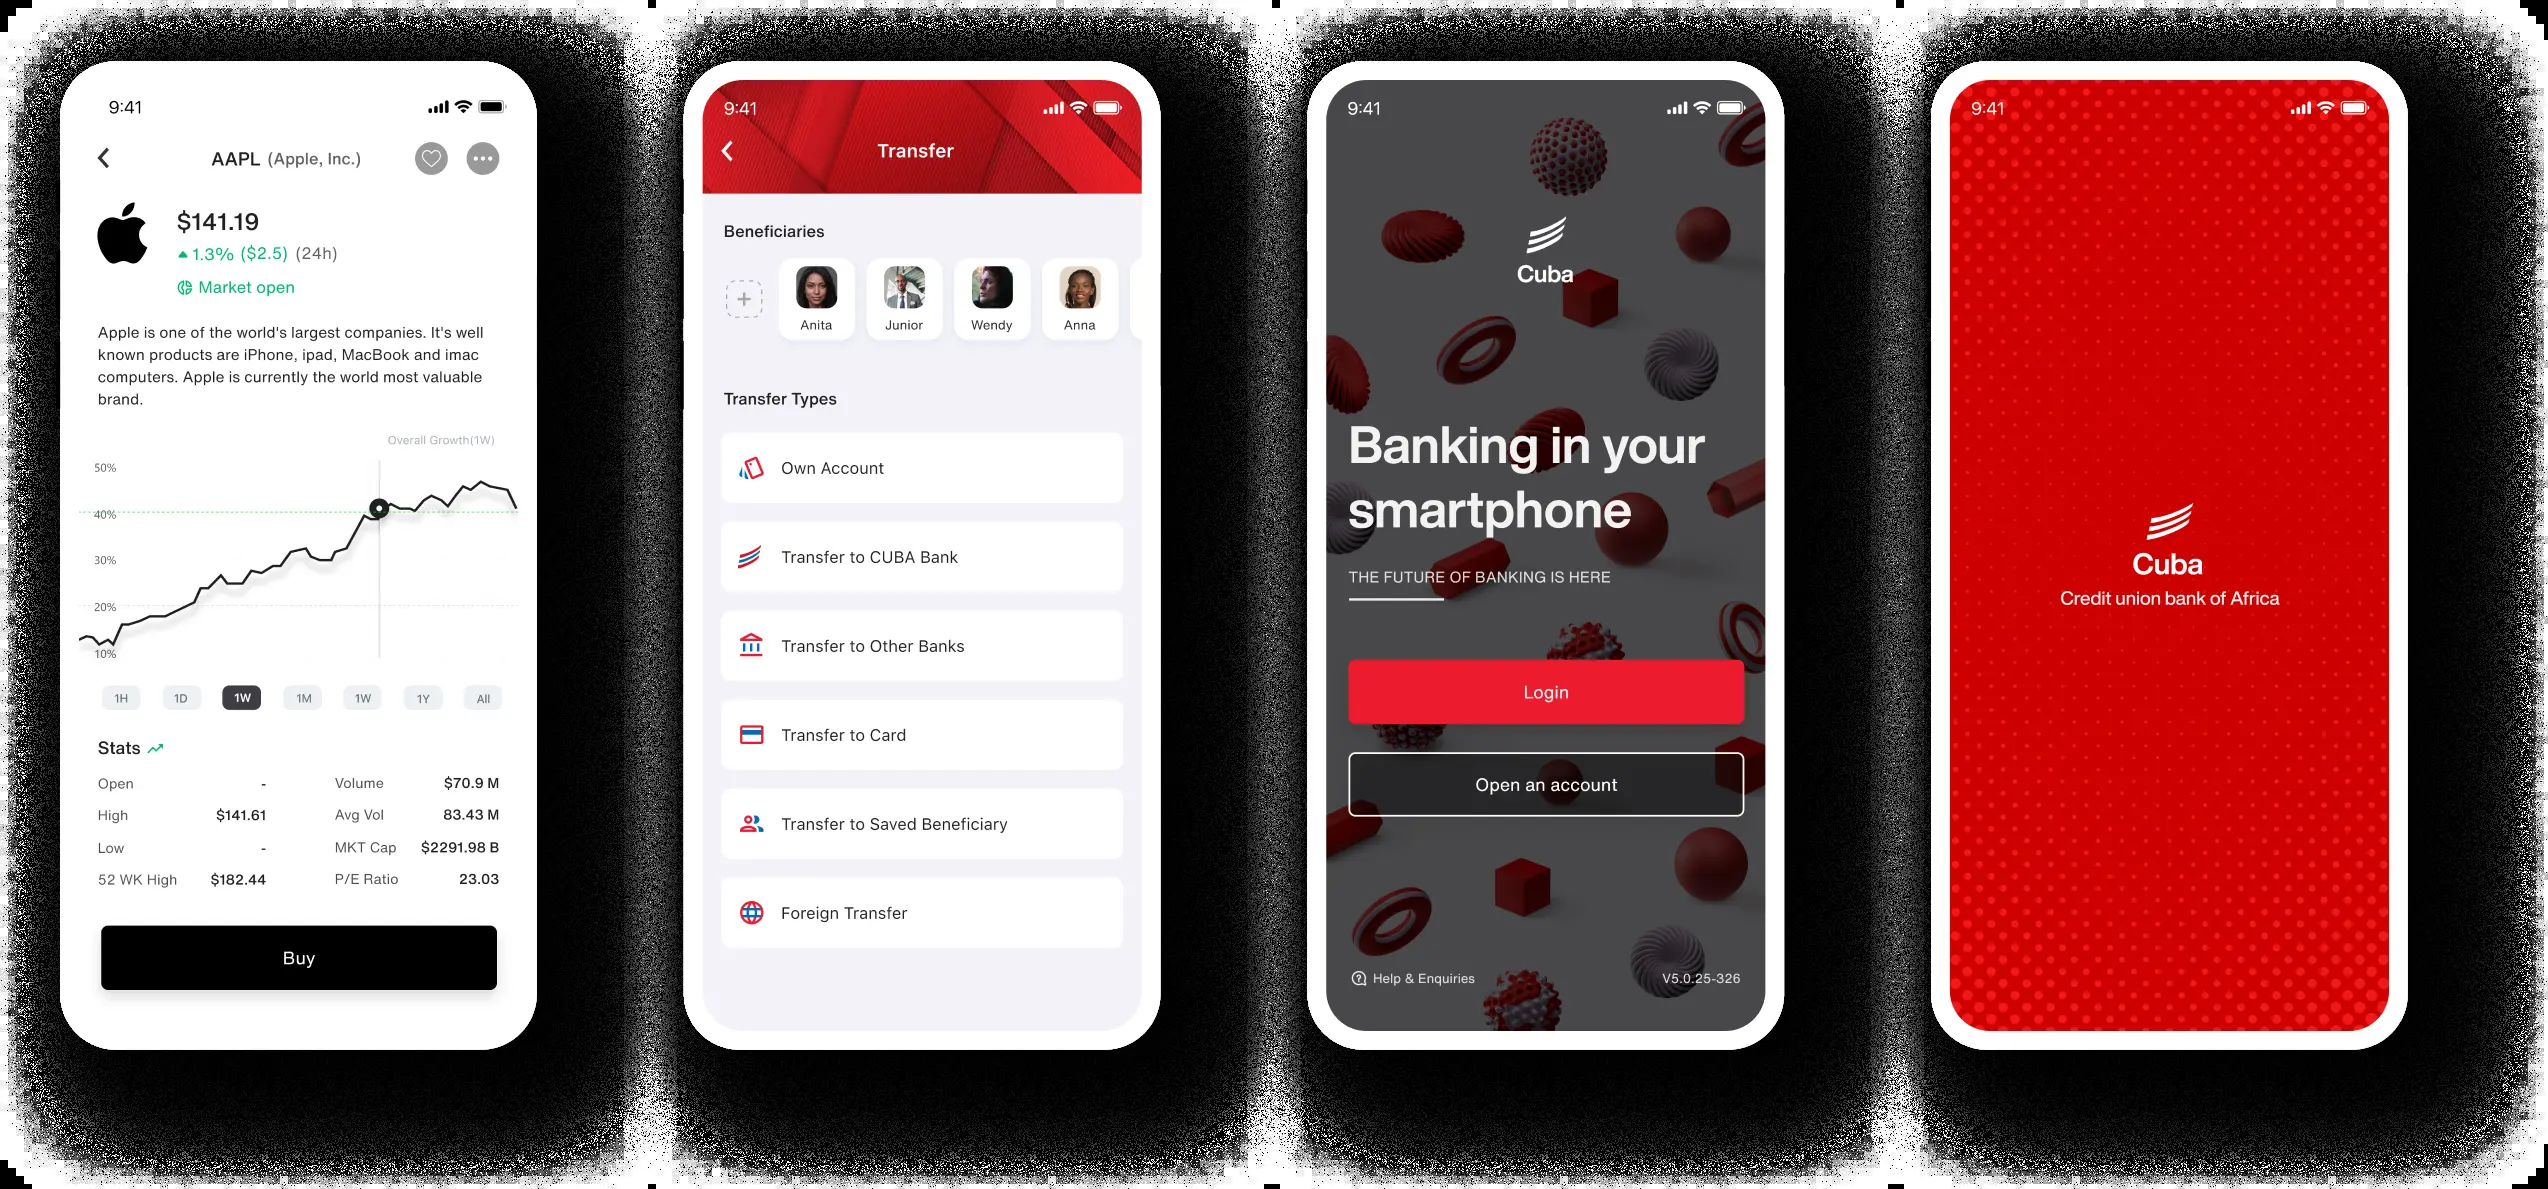 9:41
AAPL (Apple, Inc.)
$141.19
1.3% ($2.5) (24h)
Market open
Apple is one of the world's largest companies. It's well
known products are iPhone, ipad, MacBook and imac
computers. Apple is currently the world most valuable
brand.
Overall Growth(1W)
50%
40%
30%
20%
10%
1H 1D 1W 1M 1W 1Y All
Stats
Open - Volume $70.9 M
High $141.61 Avg Vol 83.43 M
Low - MKT Cap $2291.98 B
52 WK High $182.44 P/E Ratio 23.03
Buy
9:41
Transfer
Beneficiaries
Anita Junior Wendy Anna
Transfer Types
Own Account
Transfer to CUBA Bank
Transfer to Other Banks
Transfer to Card
Transfer to Saved Beneficiary
Foreign Transfer
9:41
Cuba
Banking in your
smartphone
THE FUTURE OF BANKING IS HERE
Login
Open an account
Help & Enquiries V5.0.25-326
9:41
Cuba
Credit union bank of Africa